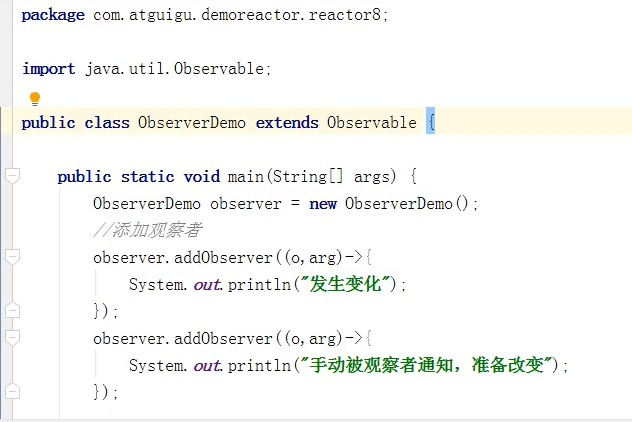 package com.atguigu.demoreactor.reactor8;
import java.util.Observable;
public class ObserverDemo extends Observable {
public static void main(String[] args) {
ObserverDemo observer = new ObserverDemo();
//添加观察者
observer.addObserver((o,arg)->{
System.out.println("发生变化");
});
observer.addObserver((o,arg)->{
System.out.println("手动被观察者通知，准备改变");
});